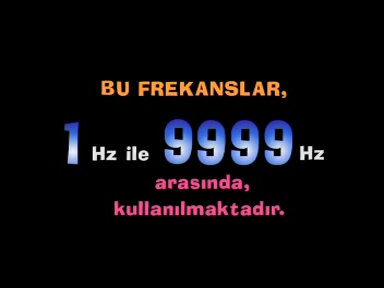 BU FREKANSLAR,
1 Hz ile 9999 Hz
arasında,
kullanılmaktadır.